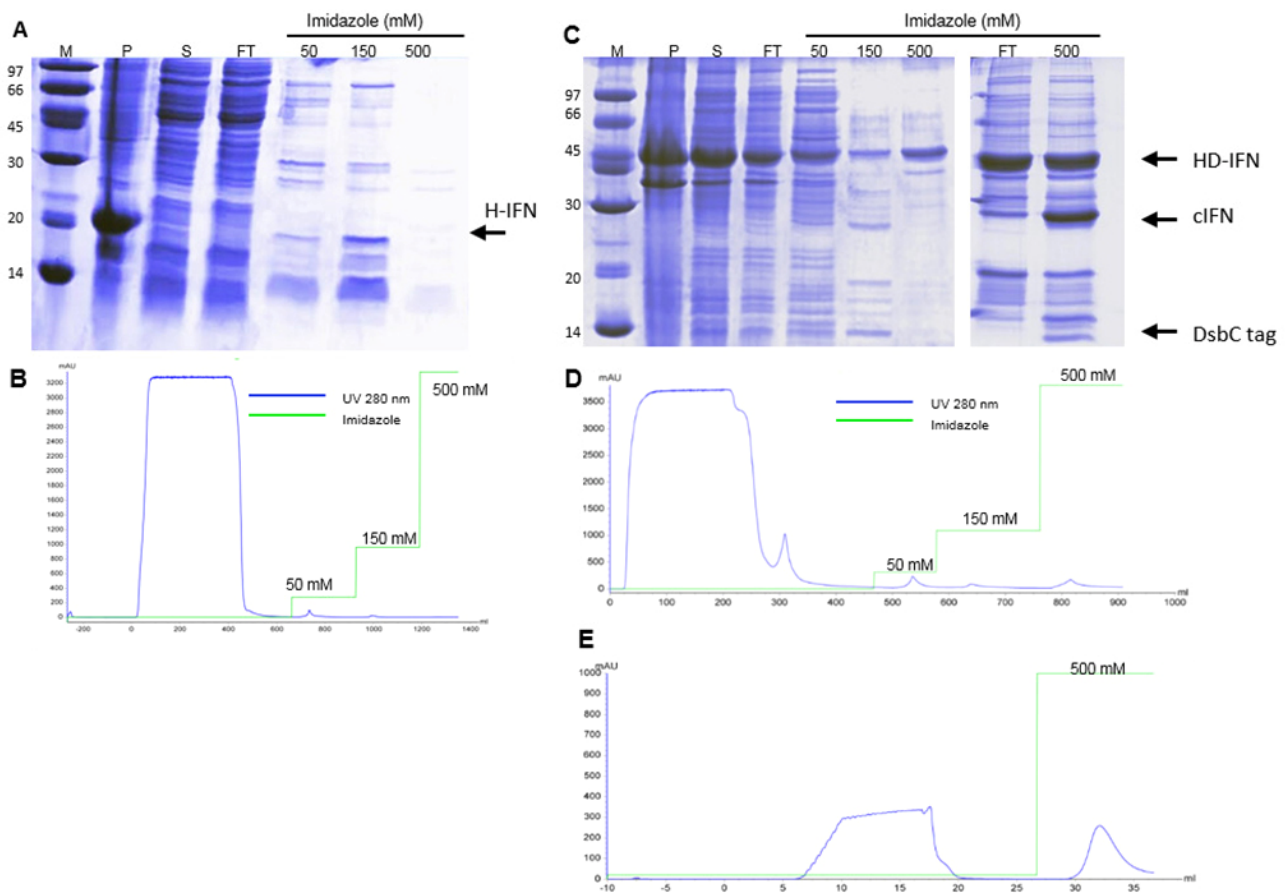 A
Imidazole (mM)
M P S FT 50 150 500
97
66
45
30
20
14
H-IFN
C
Imidazole (mM)
M P S FT 50 150 500 FT 500
97
66
45
30
20
14
HD-IFN
cIFN
DsbC tag
B
mAU
3200
3000
2800
2600
2400
2200
2000
1800
1600
1400
1200
1000
800
600
400
200
0
UV 280 nm
Imidazole
50 mM
150 mM
500 mM
-200 0 200 400 600 800 1000 1200 1400 ml
D
mAU
3500
3000
2500
2000
1500
1000
500
0
UV 280 nm
Imidazole
50 mM
150 mM
500 mM
0 100 200 300 400 500 600 700 800 900 1000 ml
E
mAU
1000
900
800
700
600
500
400
300
200
100
0
500 mM
-10 -5 0 5 10 15 20 25 30 35 ml